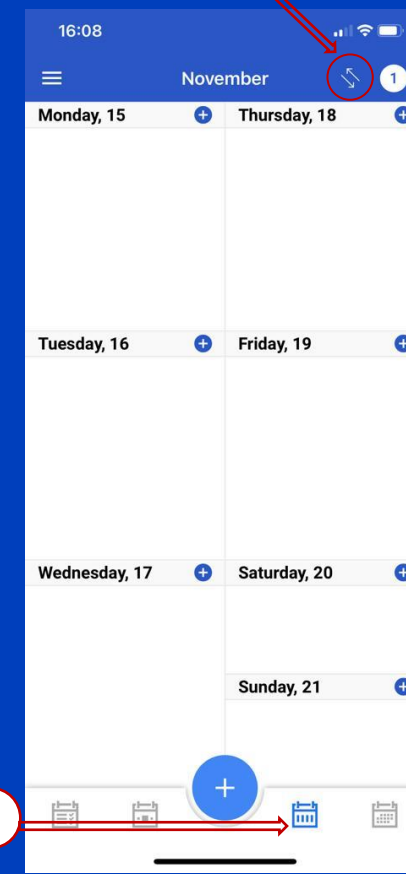 16:08
November
1
Monday, 15
Thursday, 18
Tuesday, 16
Friday, 19
Wednesday, 17
Saturday, 20
Sunday, 21